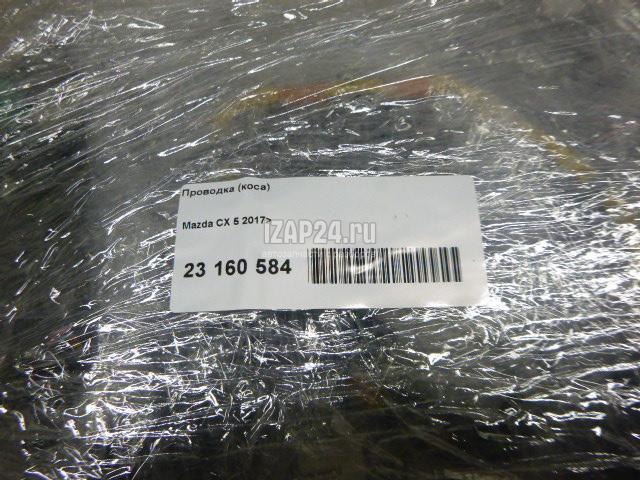 Проводка (коса)
Mazda CX 5 2017>
IZAP24.ru
23 160 584